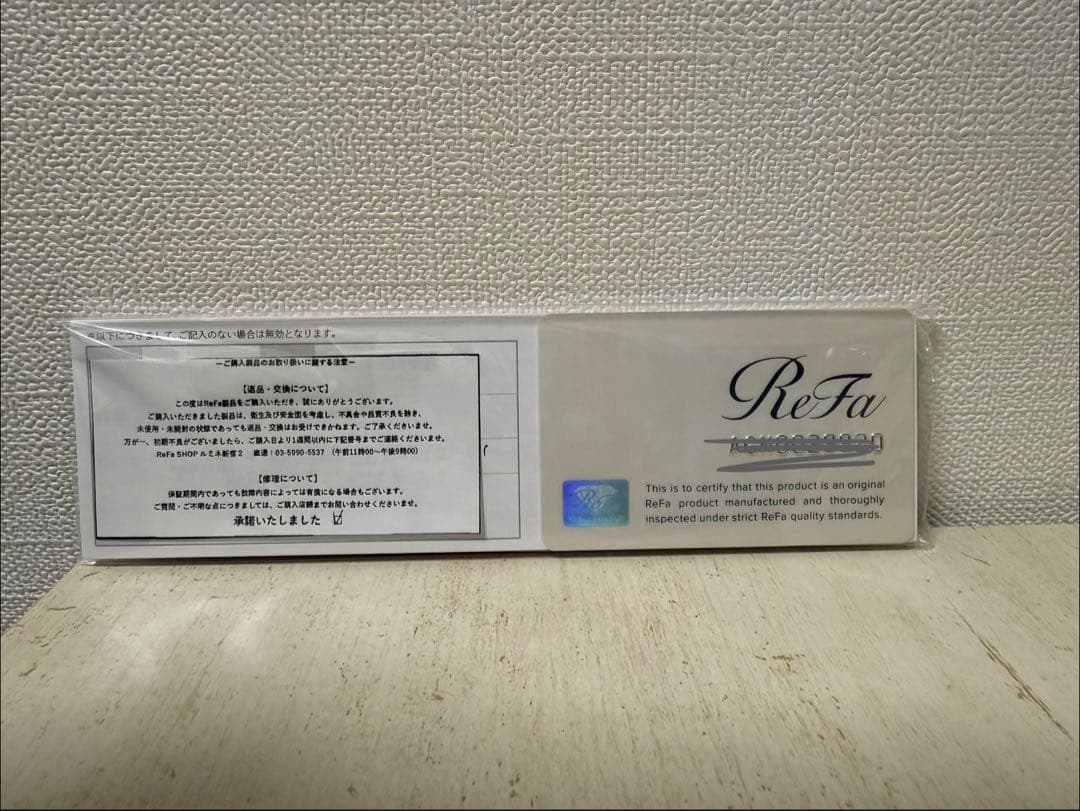 以下につきまして、ご記入のない場合は無効となります。
ーご購入製品のお取り扱いに関する注意ー
【返品・交換について】
この度はReFa製品をご購入いただき、誠にありがとうございます。
ご購入いただきました製品は、衛生及び安全面を考慮し、不具合や品質不良を除き、
未使用・未開封の状態であっても返品・交換はお受けできかねます。ご了承くださいませ。
万が一、初期不良がございましたら、ご購入日より1週間以内に下記番号までご連絡くださいませ。
ReFa SHOP ルミネ新宿2 直通:03-5990-5537 (午前11時00~午後9時00)
【修理について】
保証期間内であっても故障内容によっては有償になる場合もございます。
ご質問・ご不明な点につきましては、ご購入店舗までお問い合わせくださいませ。
承諾いたしました ☑
ReFa
This is to certify that this product is an original
ReFa product manufactured and thoroughly
inspected under strict ReFa quality standards.